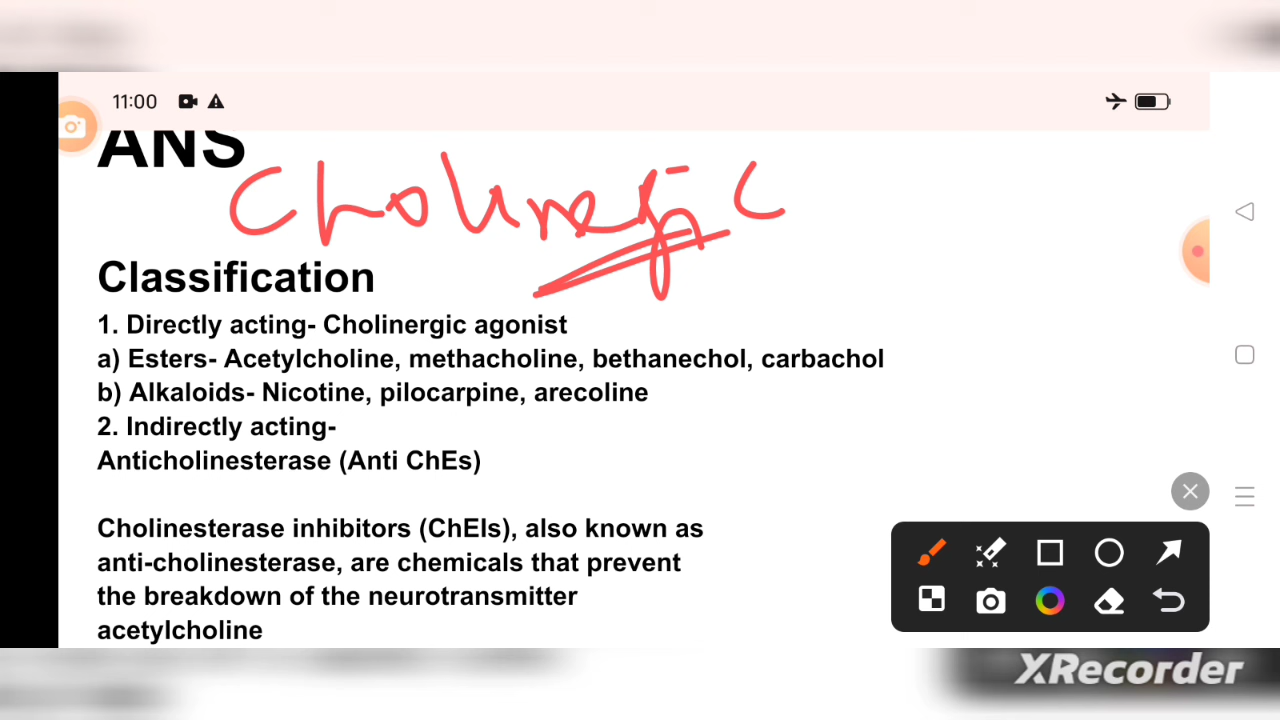 11:00
ANS
Cholinergic
Classification
1. Directly acting- Cholinergic agonist
a) Esters- Acetylcholine, methacholine, bethanechol, carbachol
b) Alkaloids- Nicotine, pilocarpine, arecoline
2. Indirectly acting-
Anticholinesterase (Anti ChEs)
Cholinesterase inhibitors (ChEIs), also known as
anti-cholinesterase, are chemicals that prevent
the breakdown of the neurotransmitter
acetylcholine
XRecorder